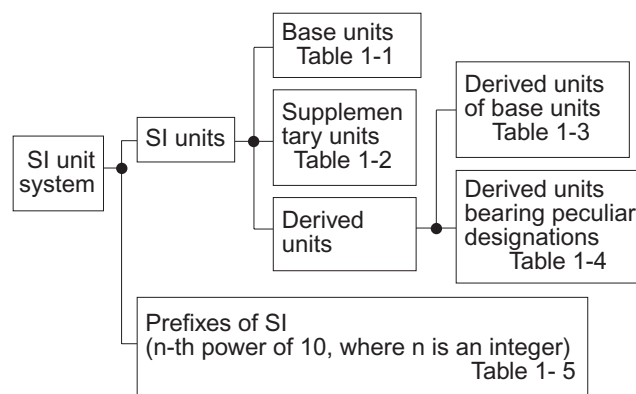 Base units
Table 1-1
Supplemen
tary units
Table 1-2
Derived
units
SI units
SI unit
system
Derived units
of base units
Table 1-3
Derived units
bearing peculiar
designations
Table 1-4
Prefixes of SI
(n-th power of 10, where n is an integer)
Table 1- 5